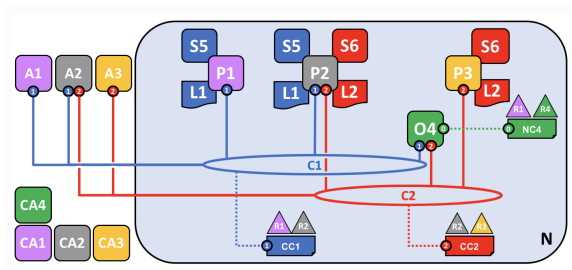 S5 S5 S6 S6
A1 A2 A3 P1 P2 P3
1 1 2 2 L1 1 L1 1 2 L2 2 L2
R1 R4
O4 0 0 NC4
1 2
C1
CA4 C2
R1 R2 R2 R3
CA1 CA2 CA3 1 CC1 2 CC2 N